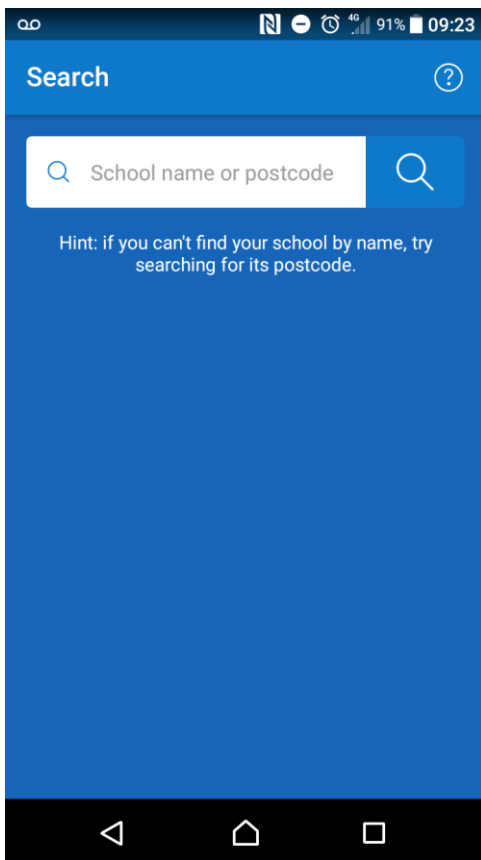 4G 91% 09:23
Search
School name or postcode
Hint: if you can't find your school by name, try
searching for its postcode.